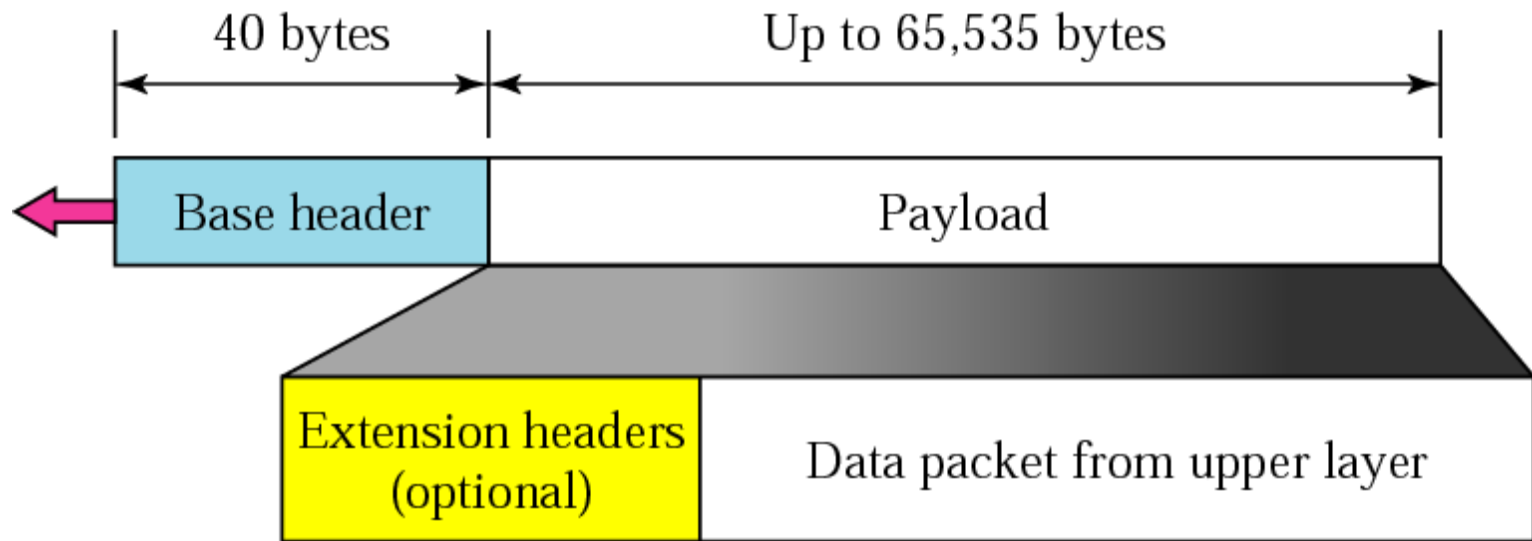 40 bytes
Up to 65,535 bytes
Base header
Payload
Extension headers
(optional)
Data packet from upper layer